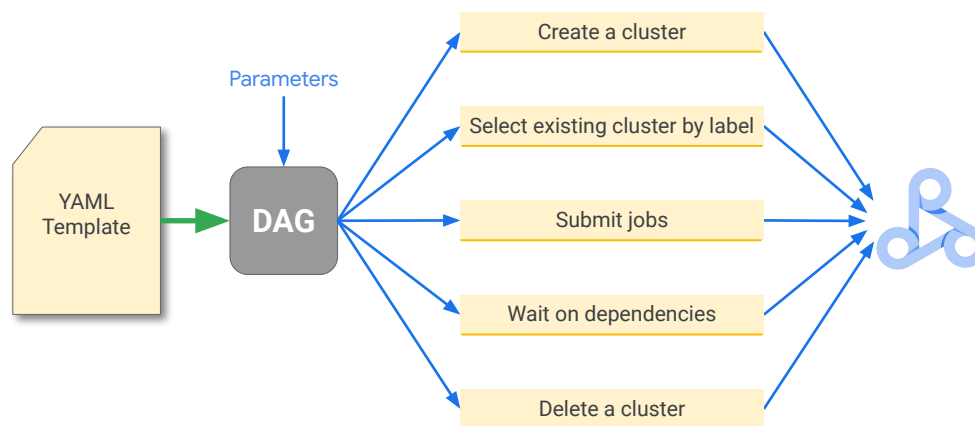 Parameters
YAML
Template
DAG
Create a cluster
Select existing cluster by label
Submit jobs
Wait on dependencies
Delete a cluster